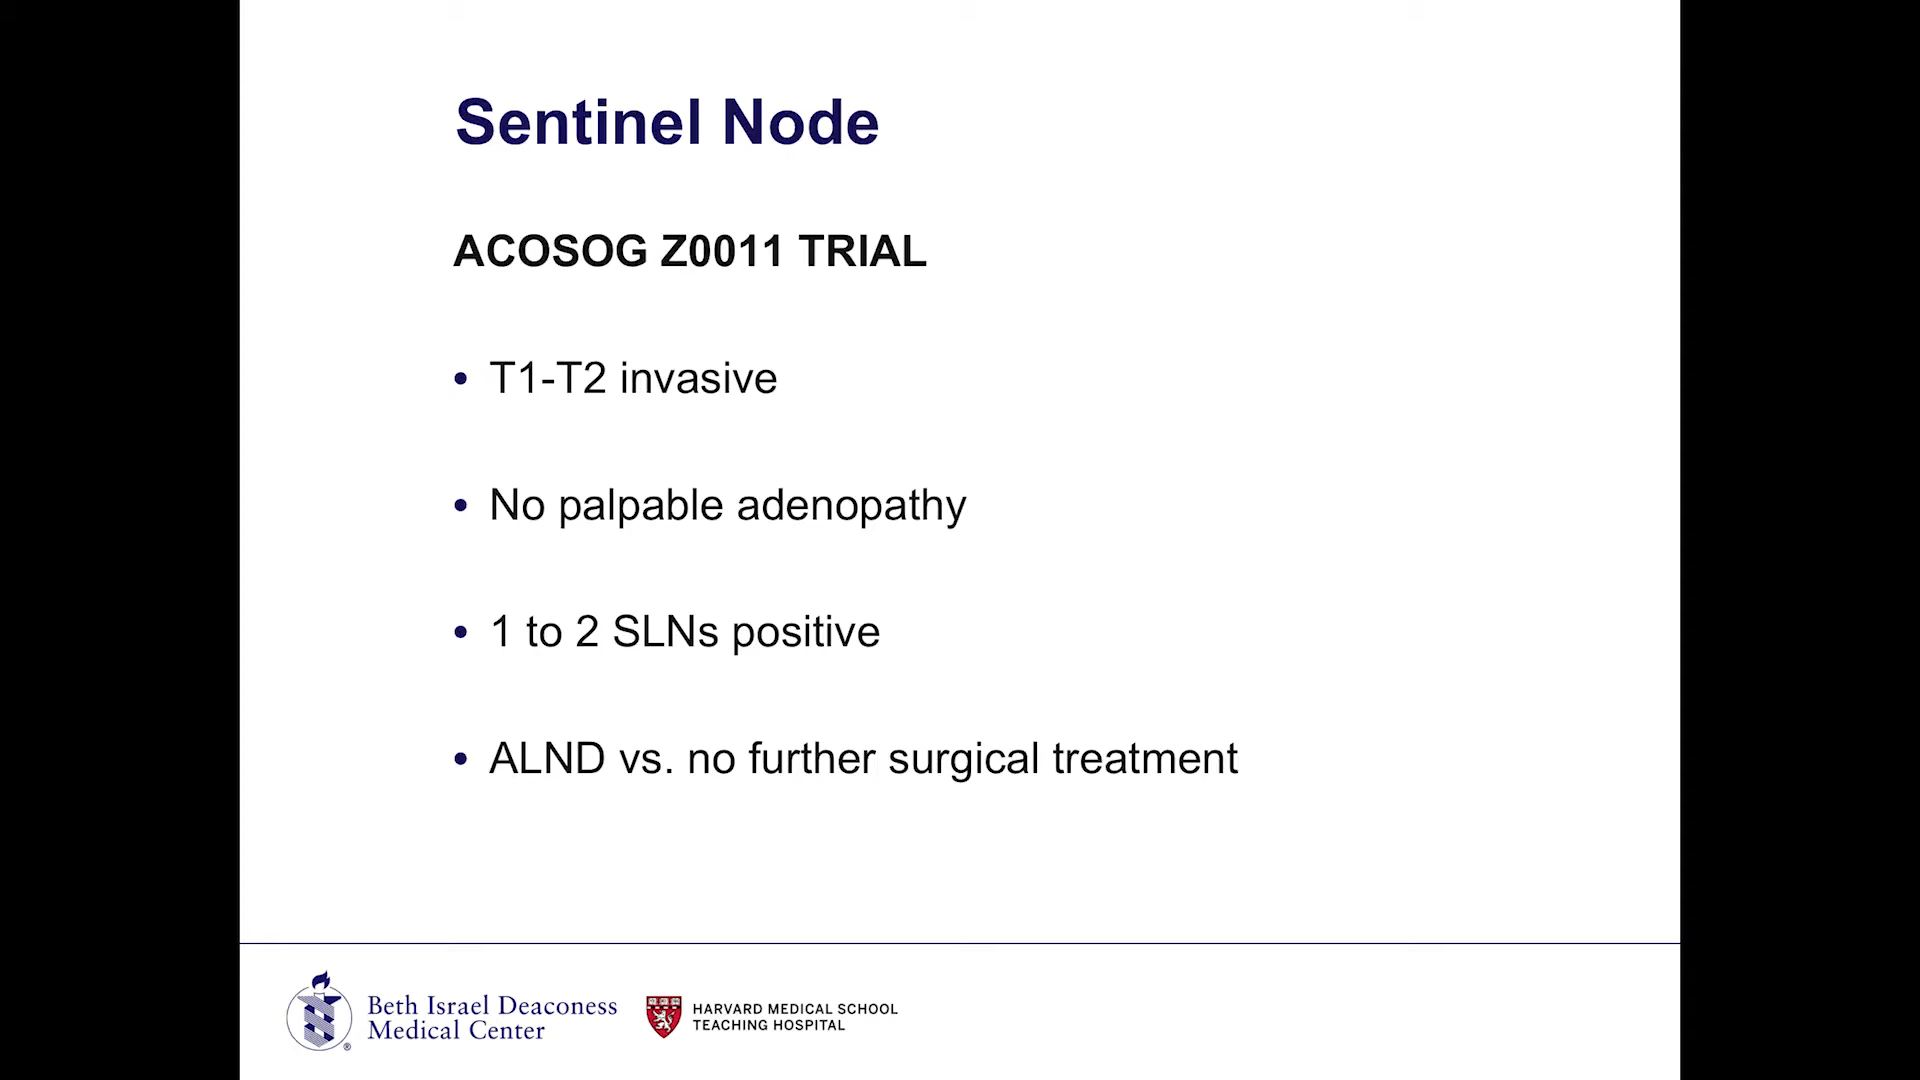 Sentinel Node
ACOSOG Z0011 TRIAL
• T1-T2 invasive
• No palpable adenopathy
• 1 to 2 SLNs positive
• ALND vs. no further surgical treatment
Beth Israel Deaconess
Medical Center
®
HARVARD MEDICAL SCHOOL
TEACHING HOSPITAL